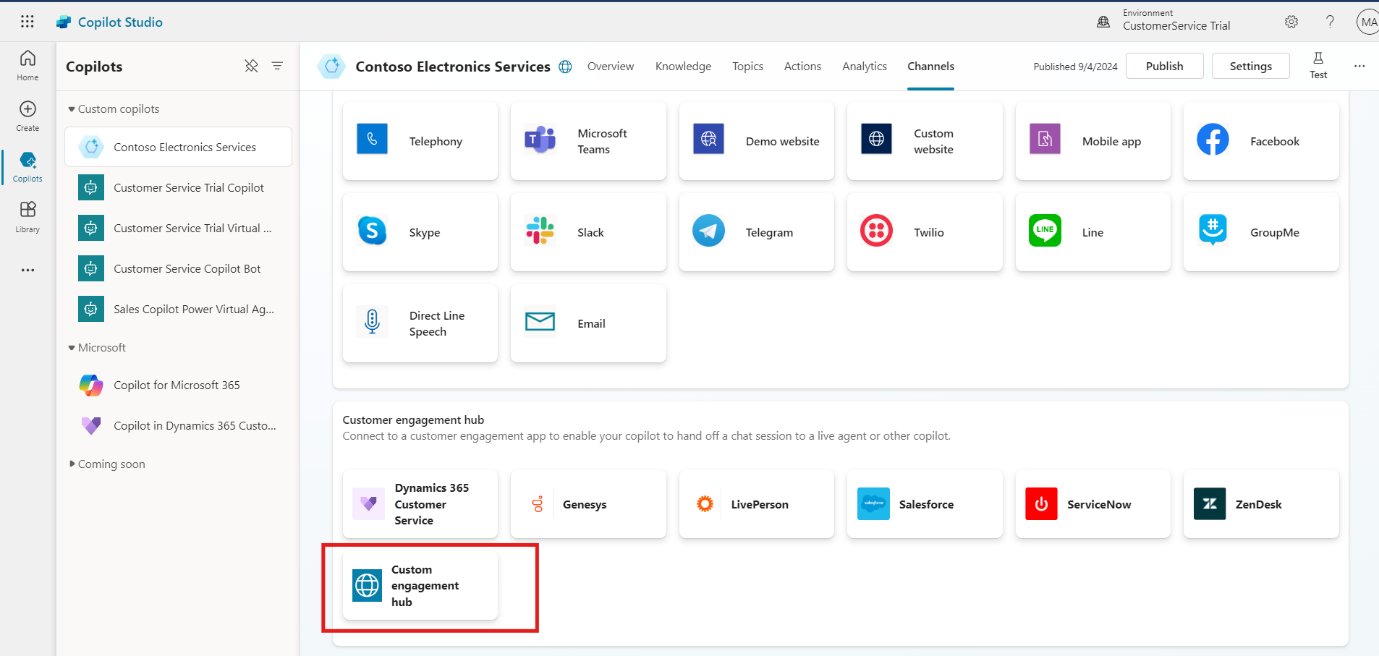 Copilot Studio
Environment
CustomerService Trial
?
MA
Home
Create
Copilots
Library
Copilots
Custom copilots
Contoso Electronics Services
Customer Service Trial Copilot
Customer Service Trial Virtual ...
Customer Service Copilot Bot
Sales Copilot Power Virtual Ag...
Microsoft
Copilot for Microsoft 365
Copilot in Dynamics 365 Custo...
Coming soon
Contoso Electronics Services
Overview
Knowledge
Topics
Actions
Analytics
Channels
Published 9/4/2024
Publish
Settings
Test
Telephony
Microsoft
Teams
Demo website
Custom
website
Mobile app
Facebook
Skype
Slack
Telegram
Twilio
LINE
Line
GroupMe
Direct Line
Speech
Email
Customer engagement hub
Connect to a customer engagement app to enable your copilot to hand off a chat session to a live agent or other copilot.
Dynamics 365
Customer
Service
Genesys
LivePerson
salesforce
Salesforce
ServiceNow
ZenDesk
Custom
engagement
hub